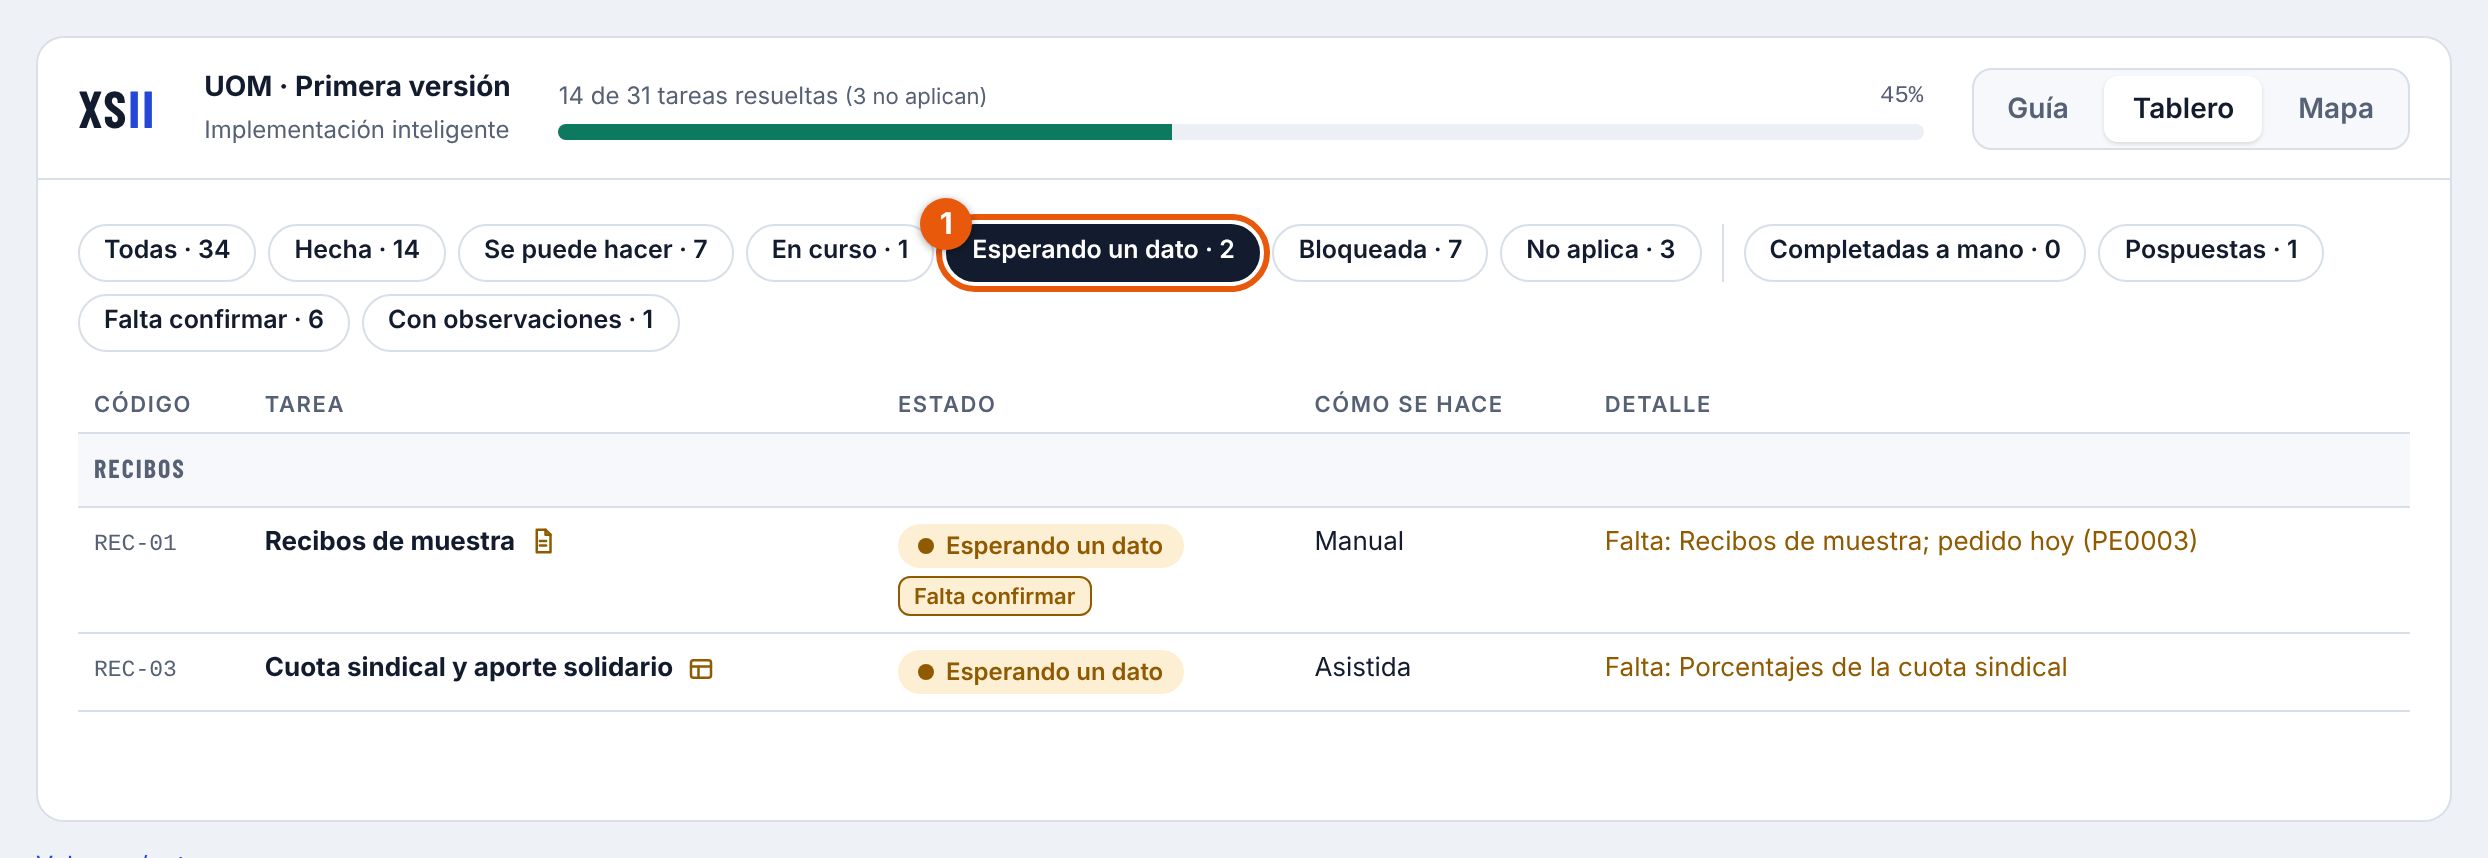 XSII
UOM · Primera versión
Implementación inteligente
14 de 31 tareas resueltas (3 no aplican)
45%
Guía
Tablero
Mapa
1
Todas · 34
Hecha · 14
Se puede hacer · 7
En curso · 1
Esperando un dato · 2
Bloqueada · 7
No aplica · 3
Completadas a mano · 0
Pospuestas · 1
Falta confirmar · 6
Con observaciones · 1
CÓDIGO
TAREA
ESTADO
CÓMO SE HACE
DETALLE
RECIBOS
REC-01
Recibos de muestra
Esperando un dato
Falta confirmar
Manual
Falta: Recibos de muestra; pedido hoy (PE0003)
REC-03
Cuota sindical y aporte solidario
Esperando un dato
Asistida
Falta: Porcentajes de la cuota sindical